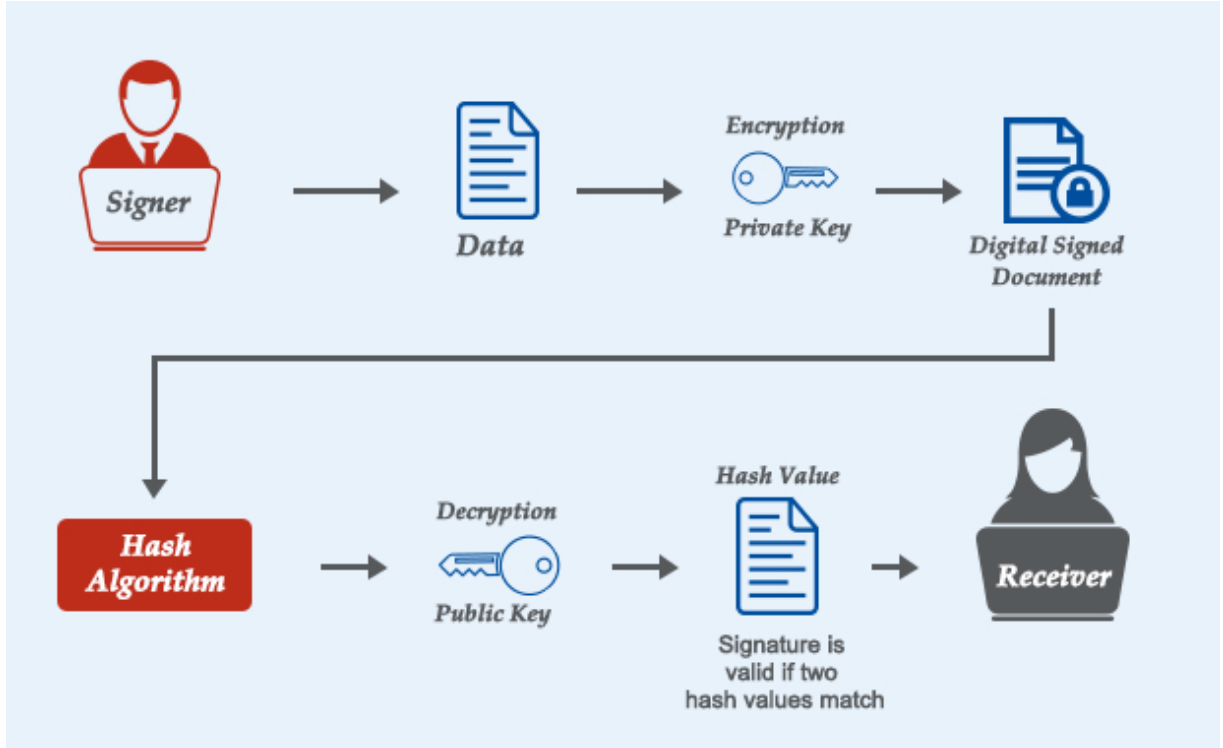 Signer
Data
Encryption
Private Key
Digital Signed
Document
Hash
Algorithm
Decryption
Public Key
Hash Value
Signature is
valid if two
hash values match
Receiver